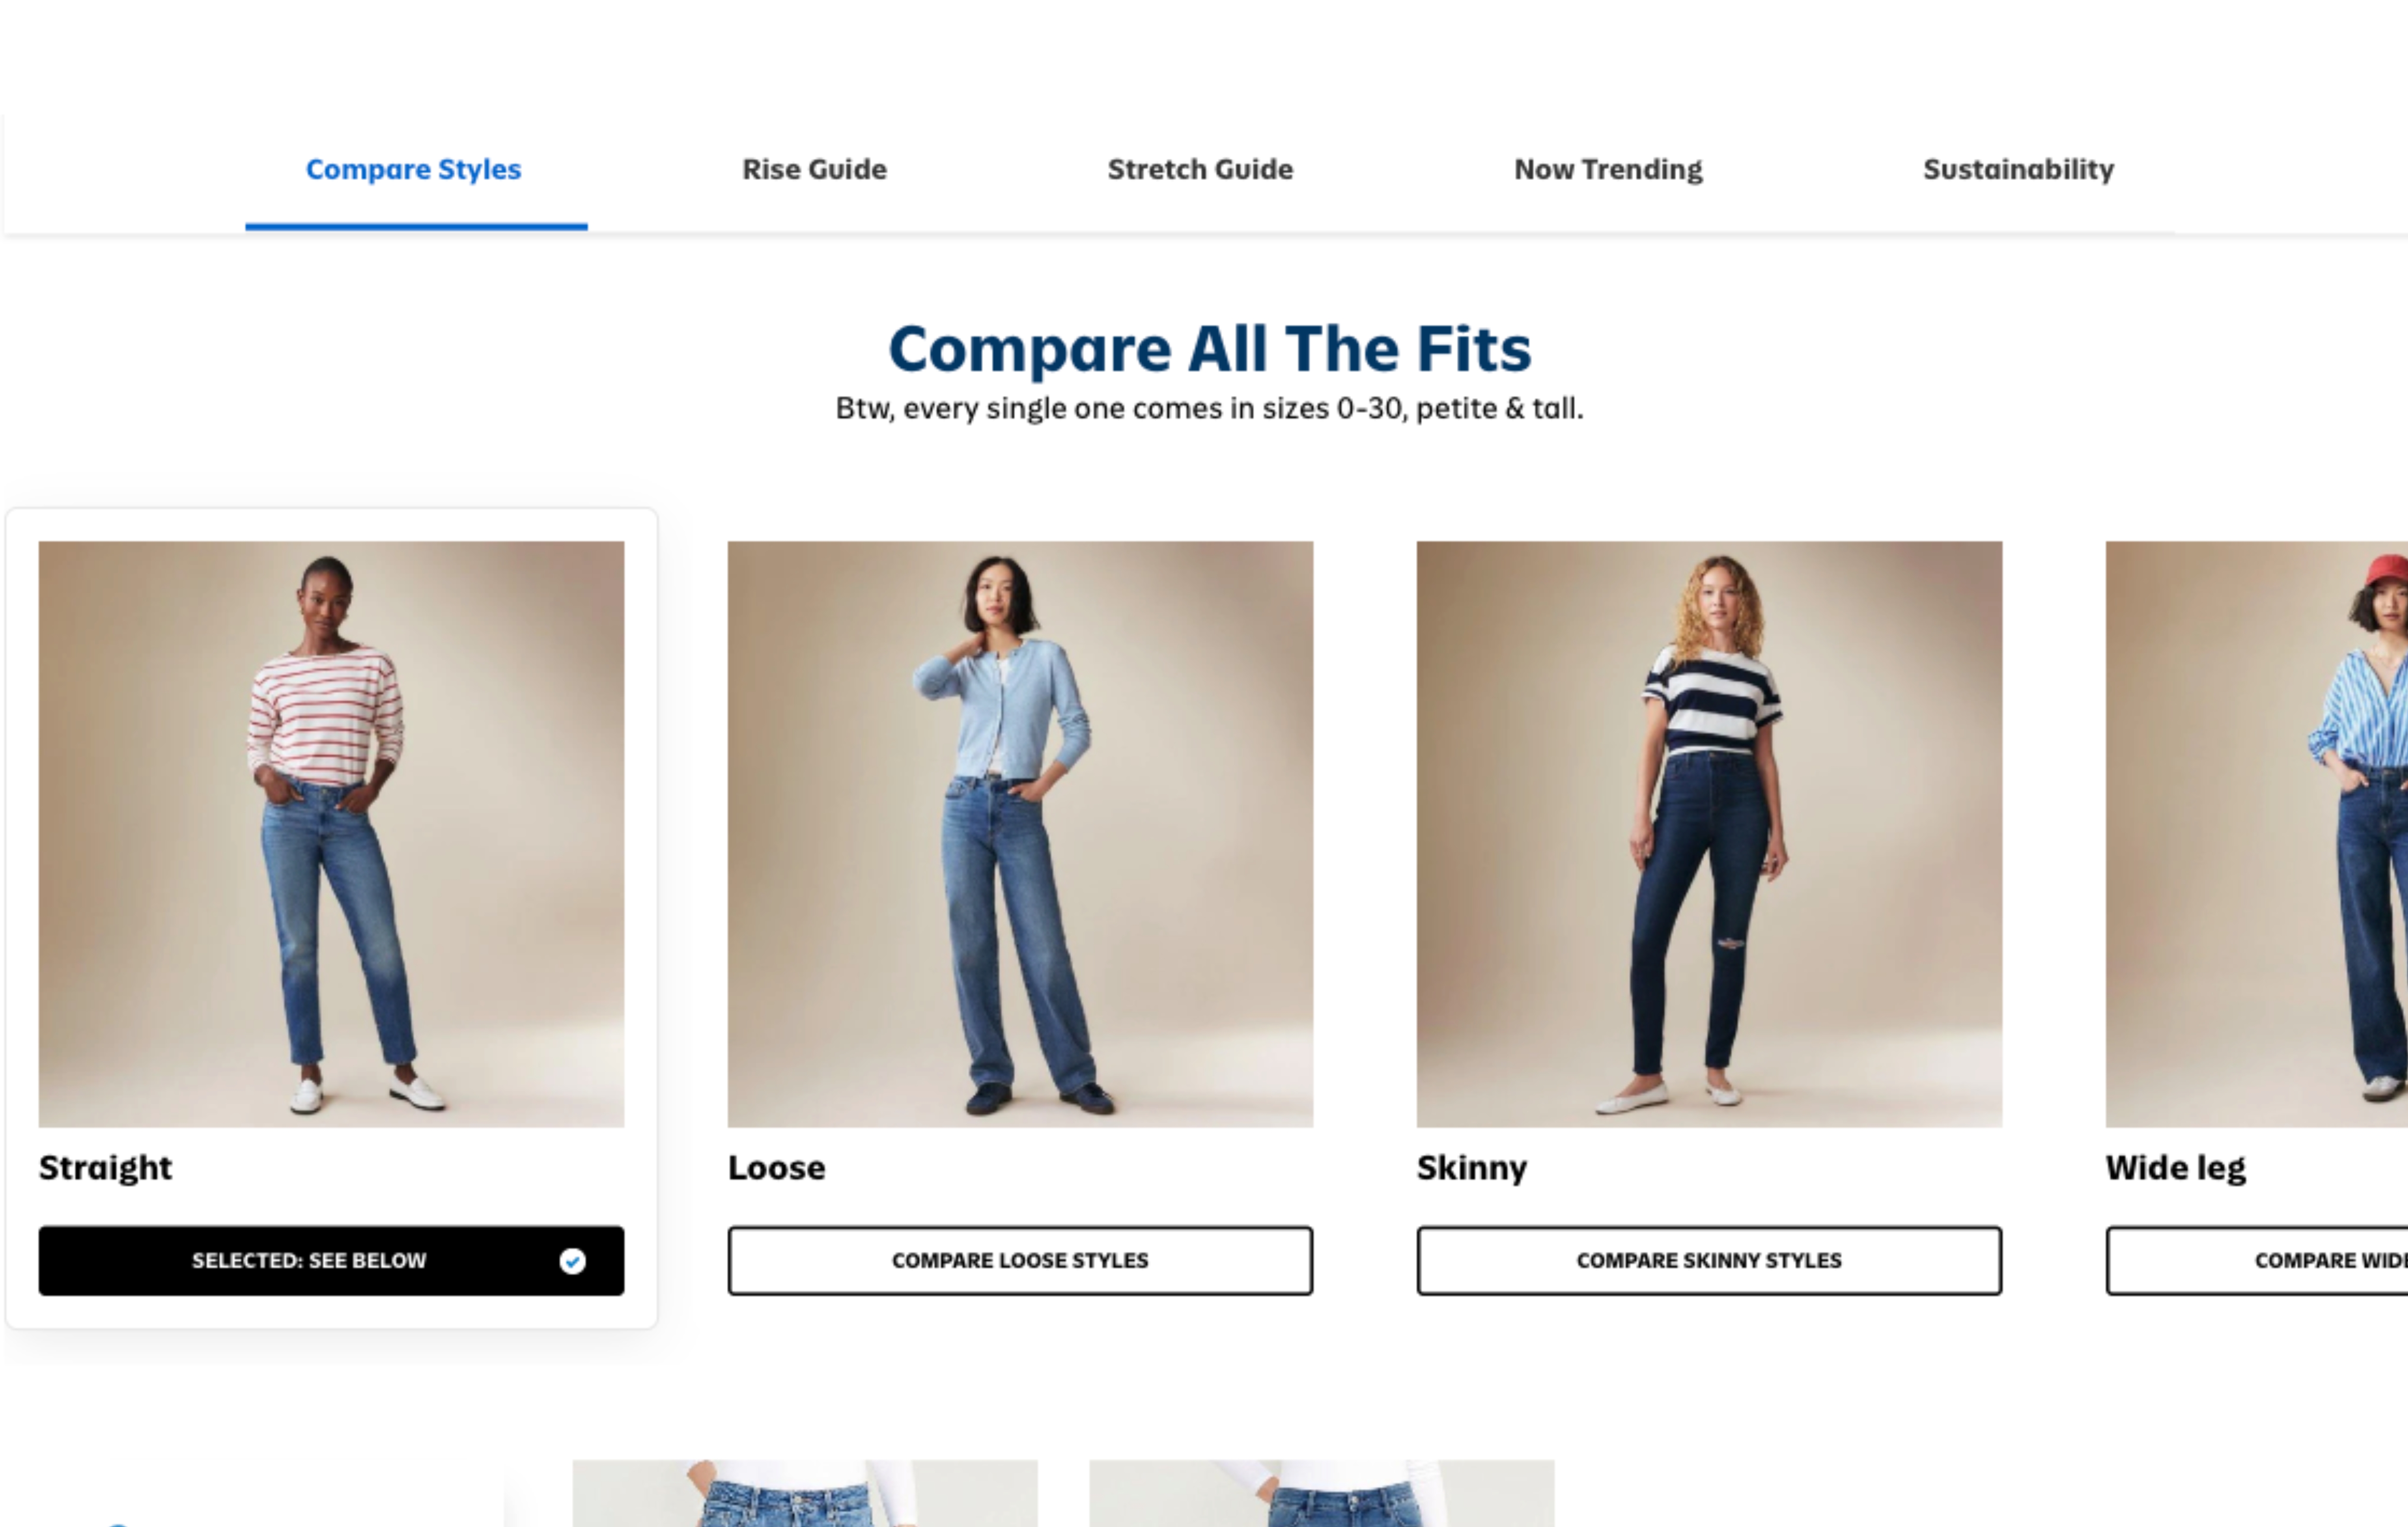 Compare Styles
Rise Guide
Stretch Guide
Now Trending
Sustainability
Compare All The Fits
Btw, every single one comes in sizes 0-30, petite & tall.
Straight
Loose
Skinny
Wide leg
SELECTED: SEE BELOW
COMPARE LOOSE STYLES
COMPARE SKINNY STYLES
COMPARE WIDE